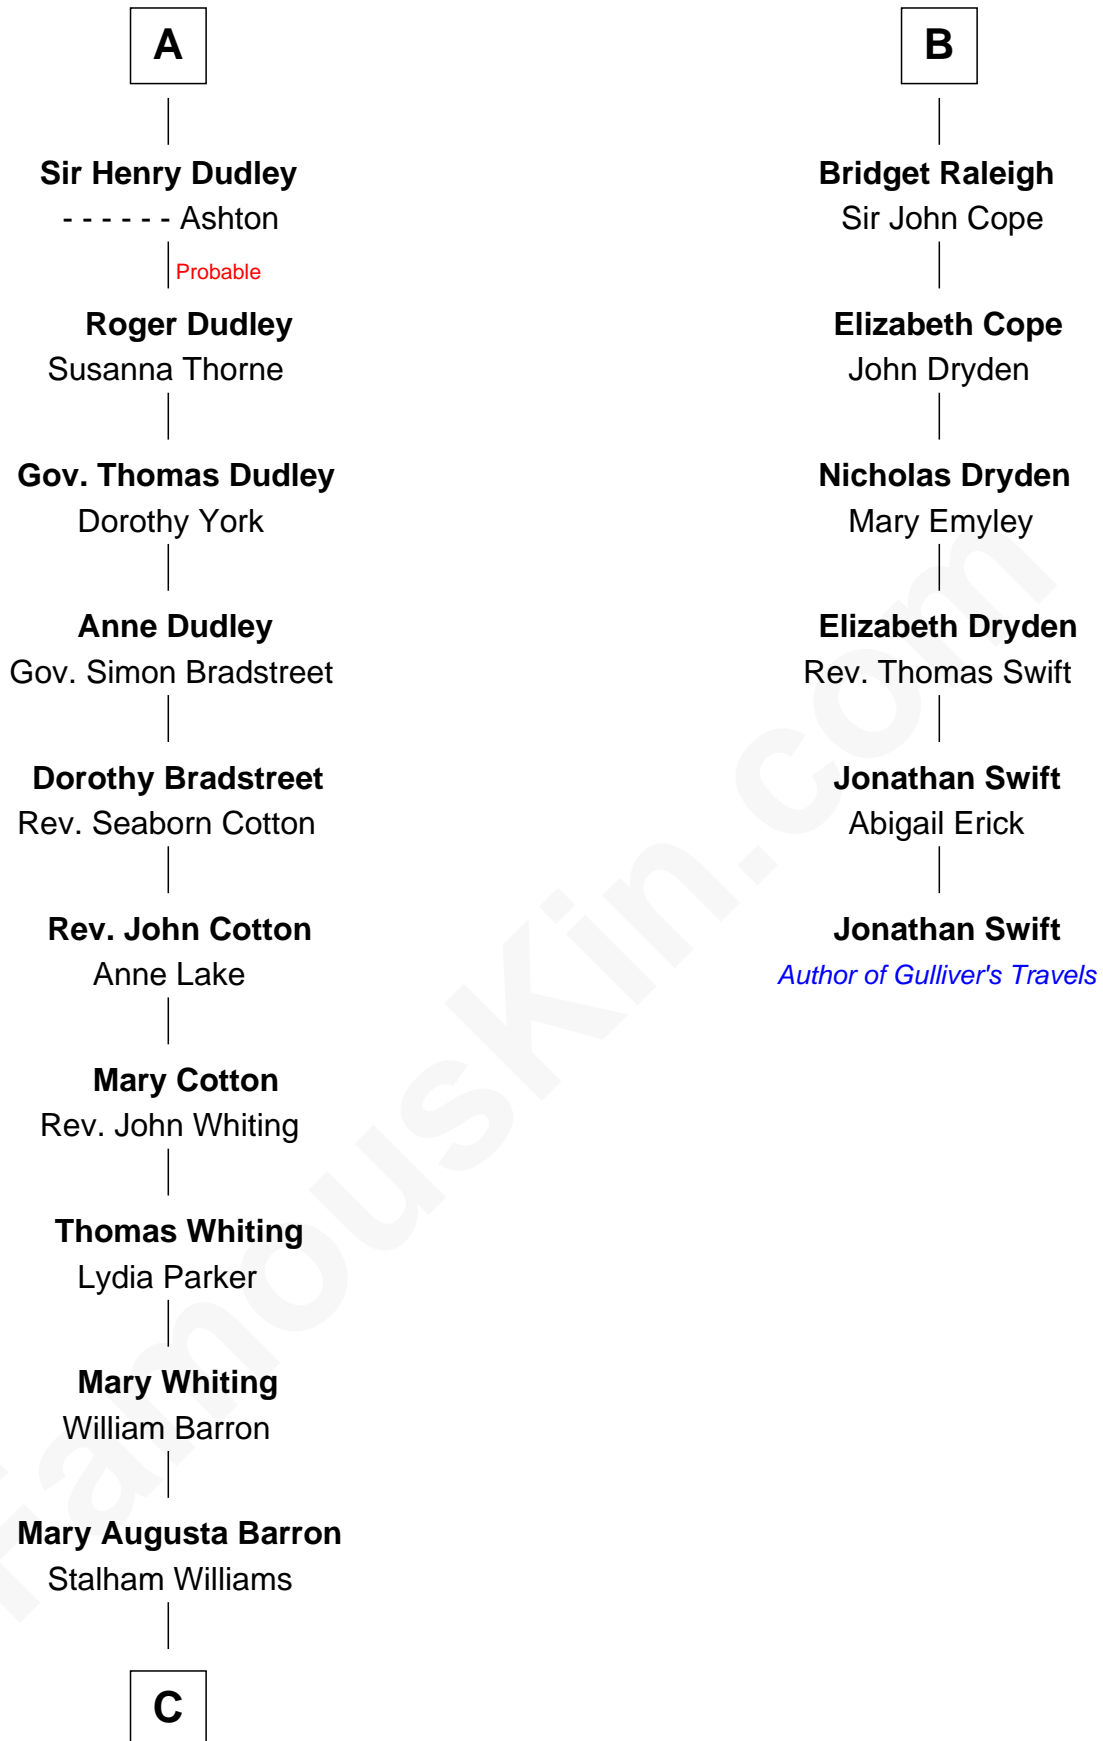 A
Sir Henry Dudley
- - - - - - Ashton
Probable
Roger Dudley
Susanna Thorne
Gov. Thomas Dudley
Dorothy York
Anne Dudley
Gov. Simon Bradstreet
Dorothy Bradstreet
Rev. Seaborn Cotton
Rev. John Cotton
Anne Lake
Mary Cotton
Rev. John Whiting
Thomas Whiting
Lydia Parker
Mary Whiting
William Barron
Mary Augusta Barron
Stalham Williams
C
B
Bridget Raleigh
Sir John Cope
Elizabeth Cope
John Dryden
Nicholas Dryden
Mary Emyley
Elizabeth Dryden
Rev. Thomas Swift
Jonathan Swift
Abigail Erick
Jonathan Swift
Author of Gulliver's Travels
FamousKin.com